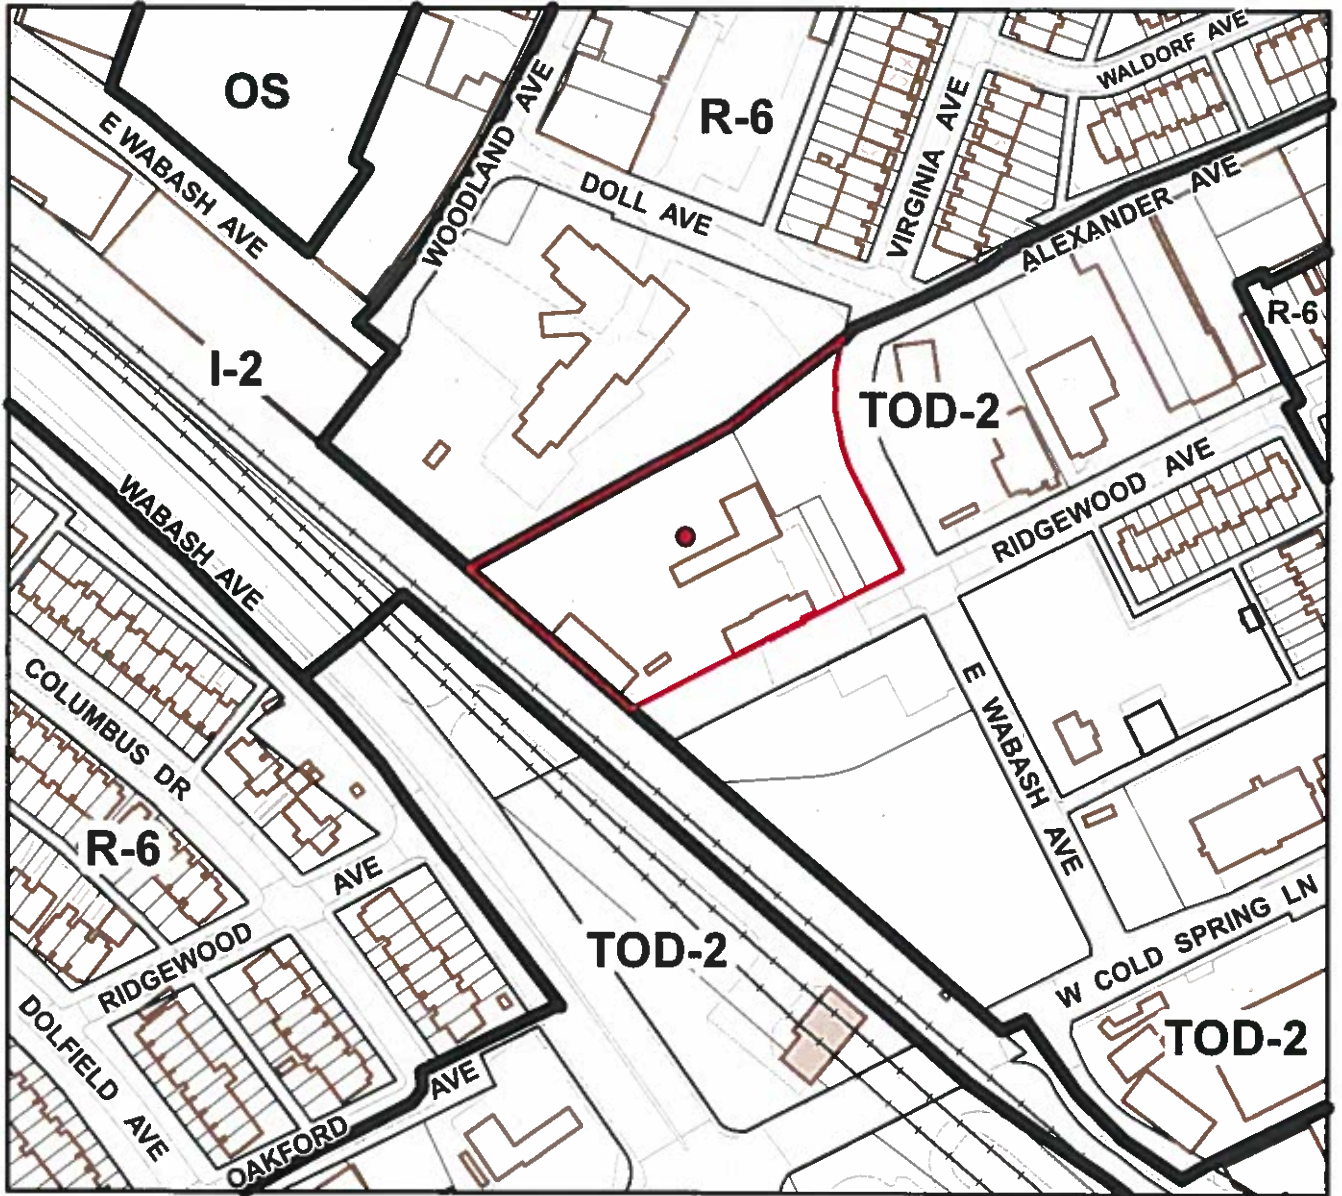 OS
R-6
WALDORF AVE
E WABASH AVE
WOODLAND AVE
DOLL AVE
VIRGINIA AVE
ALEXANDER AVE
I-2
R-6
TOD-2
WABASH AVE
RIDGEWOOD AVE
COLUMBUS DR
E WABASH AVE
R-6
AVE
RIDGEWOOD
TOD-2
W COLD SPRING LN
DOLFIELD AVE
TOD-2
AVE
OAKFORD